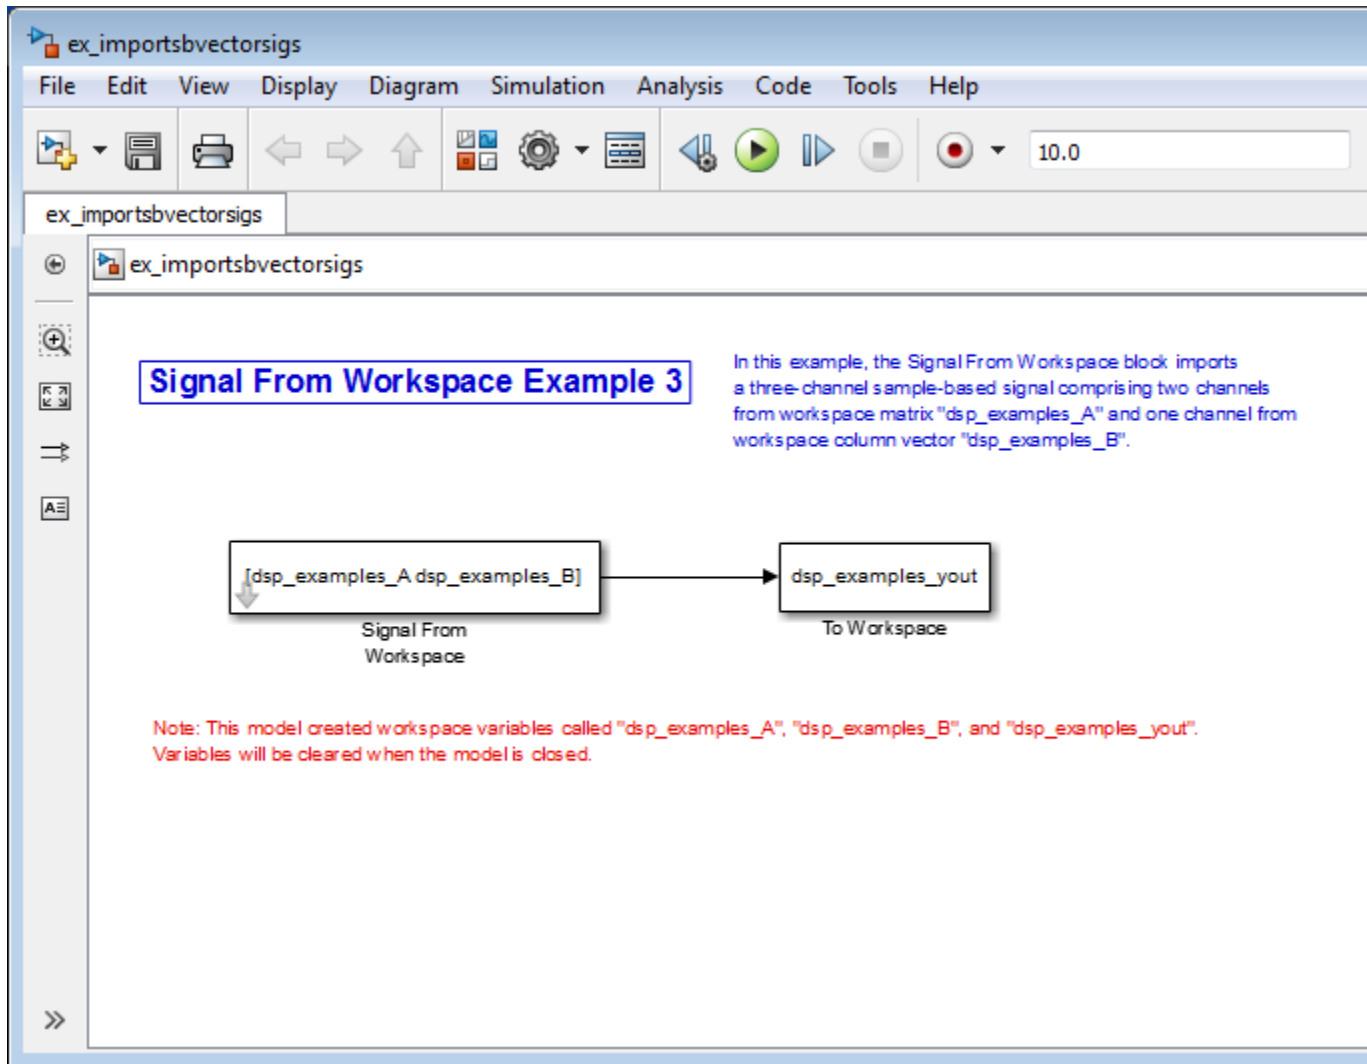 ex_importsbvectorsigs
File Edit View Display Diagram Simulation Analysis Code Tools Help
10.0
ex_importsbvectorsigs
ex_importsbvectorsigs
Signal From Workspace Example 3
In this example, the Signal From Workspace block imports
a three-channel sample-based signal comprising two channels
from workspace matrix "dsp_examples_A" and one channel from
workspace column vector "dsp_examples_B".
[dsp_examples_A dsp_examples_B]
Signal From
Workspace
dsp_examples_yout
To Workspace
Note: This model created workspace variables called "dsp_examples_A", "dsp_examples_B", and "dsp_examples_yout".
Variables will be cleared when the model is closed.